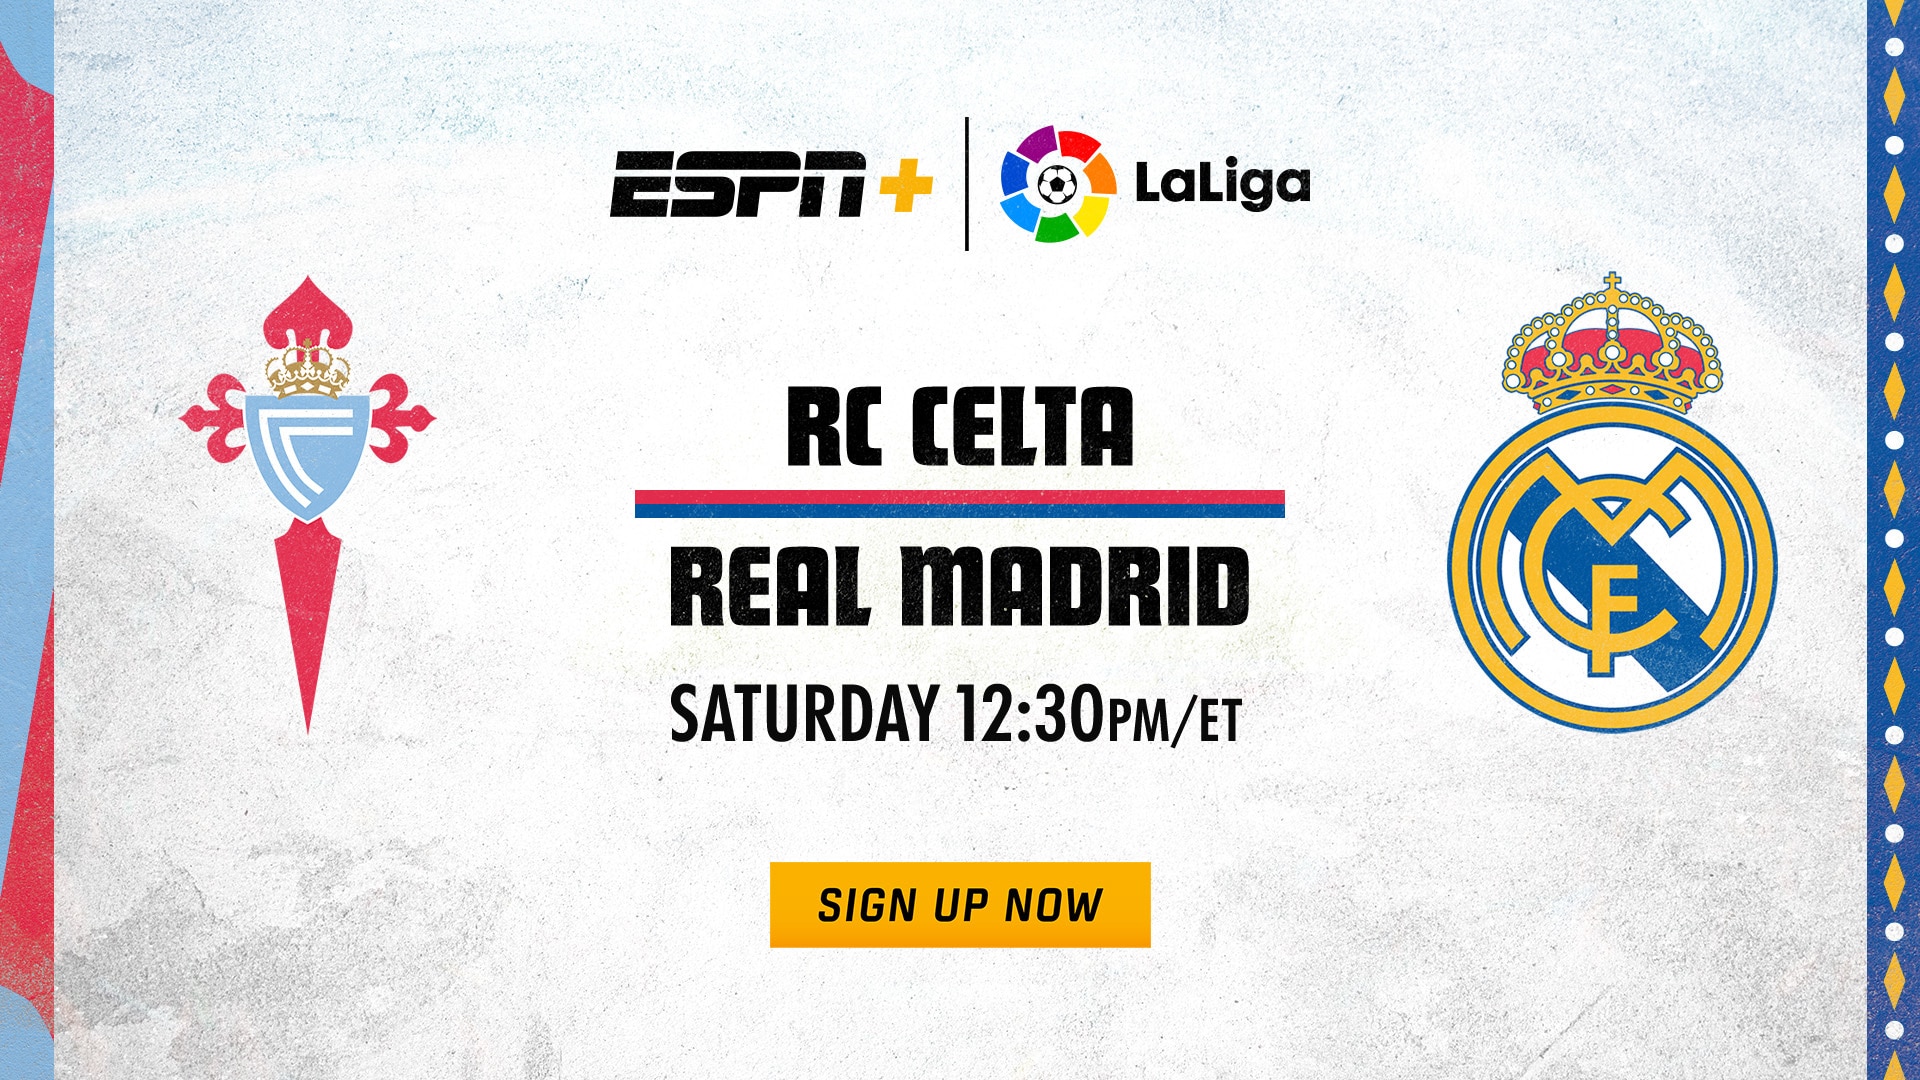 ESPN+ LaLiga
RC CELTA
REAL MADRID
SATURDAY 12:30PM/ET
SIGN UP NOW